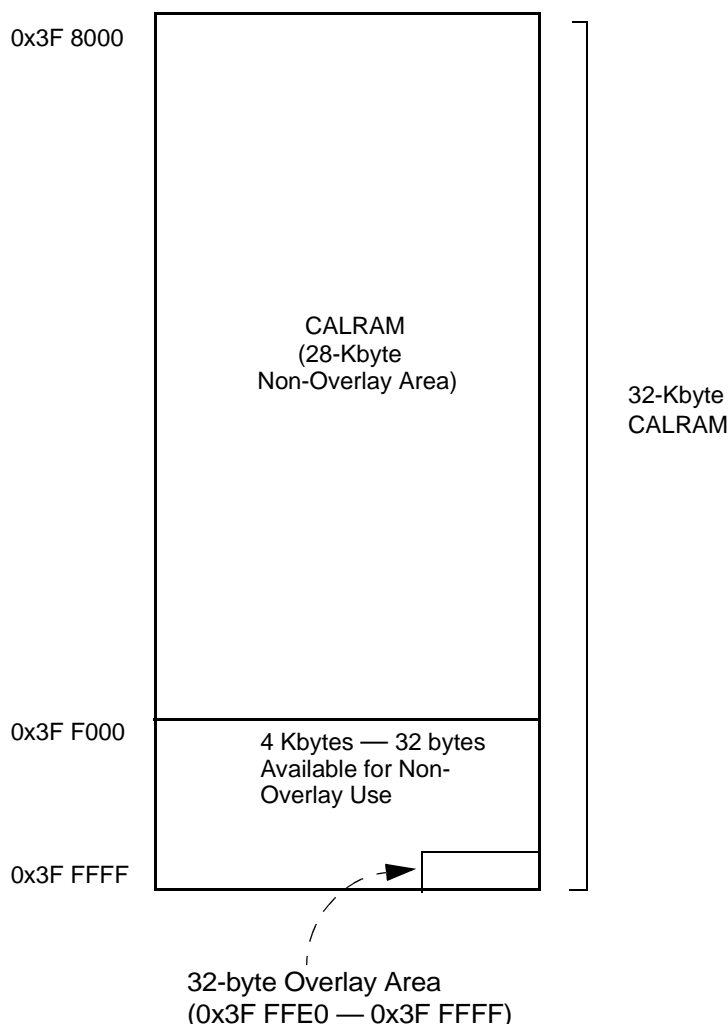 0x3F 8000
CALRAM
(28-Kbyte
Non-Overlay Area)
32-Kbyte
CALRAM
0x3F F000
4 Kbytes — 32 bytes
Available for Non-
Overlay Use
0x3F FFFF
32-byte Overlay Area
(0x3F FFE0 — 0x3F FFFF)